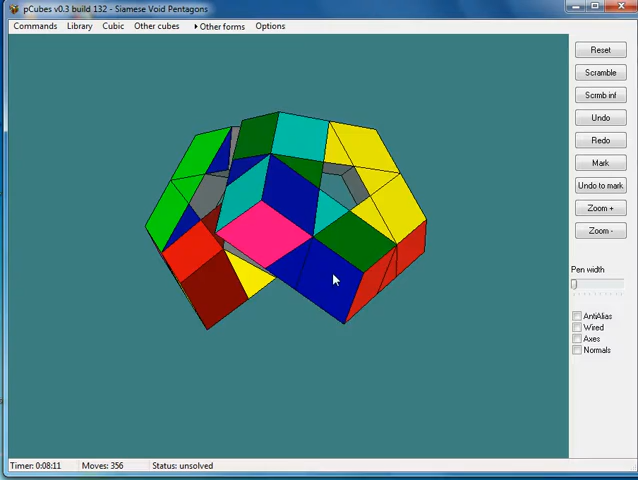 pCubes v0.3 build 132 - Siamese Void Pentagons
Commands Library Cubic Other cubes Other forms Options
Reset
Scramble
Scrmb inf
Undo
Redo
Mark
Undo to mark
Zoom +
Zoom -
Pen width
AntiAlias
Wired
Axes
Normals
Timer: 0:08:11 Moves: 356 Status: unsolved